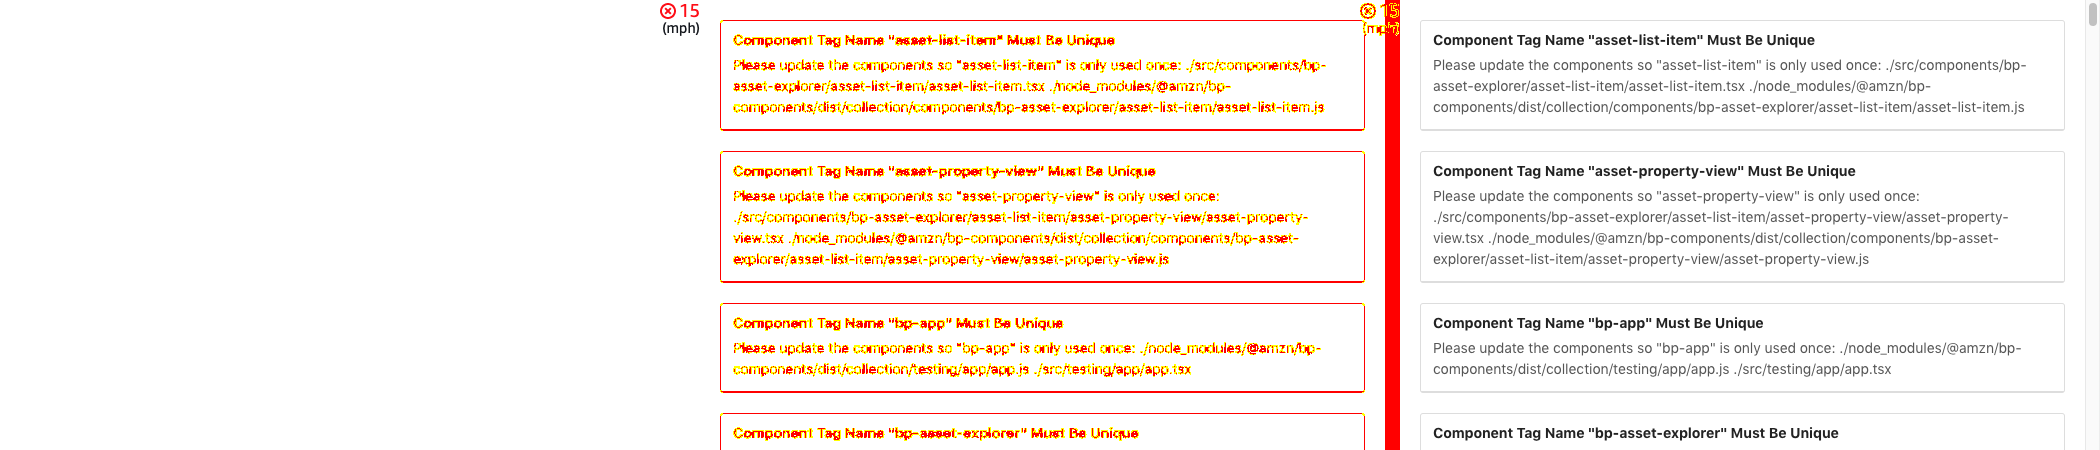 15
(mph)
Component Tag Name "asset-list-item" Must Be Unique
Please update the components so "asset-list-item" is only used once: ./src/components/bp-
asset-explorer/asset-list-item/asset-list-item.tsx ./node_modules/@amzn/bp-
components/dist/collection/components/bp-asset-explorer/asset-list-item/asset-list-item.js
Component Tag Name "asset-property-view" Must Be Unique
Please update the components so "asset-property-view" is only used once:
./src/components/bp-asset-explorer/asset-list-item/asset-property-view/asset-property-
view.tsx ./node_modules/@amzn/bp-components/dist/collection/components/bp-asset-
explorer/asset-list-item/asset-property-view/asset-property-view.js
Component Tag Name "bp-app" Must Be Unique
Please update the components so "bp-app" is only used once: ./node_modules/@amzn/bp-
components/dist/collection/testing/app/app.js ./src/testing/app/app.tsx
Component Tag Name "bp-asset-explorer" Must Be Unique
15
(mph)
Component Tag Name "asset-list-item" Must Be Unique
Please update the components so "asset-list-item" is only used once: ./src/components/bp-
asset-explorer/asset-list-item/asset-list-item.tsx ./node_modules/@amzn/bp-
components/dist/collection/components/bp-asset-explorer/asset-list-item/asset-list-item.js
Component Tag Name "asset-property-view" Must Be Unique
Please update the components so "asset-property-view" is only used once:
./src/components/bp-asset-explorer/asset-list-item/asset-property-view/asset-property-
view.tsx ./node_modules/@amzn/bp-components/dist/collection/components/bp-asset-
explorer/asset-list-item/asset-property-view/asset-property-view.js
Component Tag Name "bp-app" Must Be Unique
Please update the components so "bp-app" is only used once: ./node_modules/@amzn/bp-
components/dist/collection/testing/app/app.js ./src/testing/app/app.tsx
Component Tag Name "bp-asset-explorer" Must Be Unique